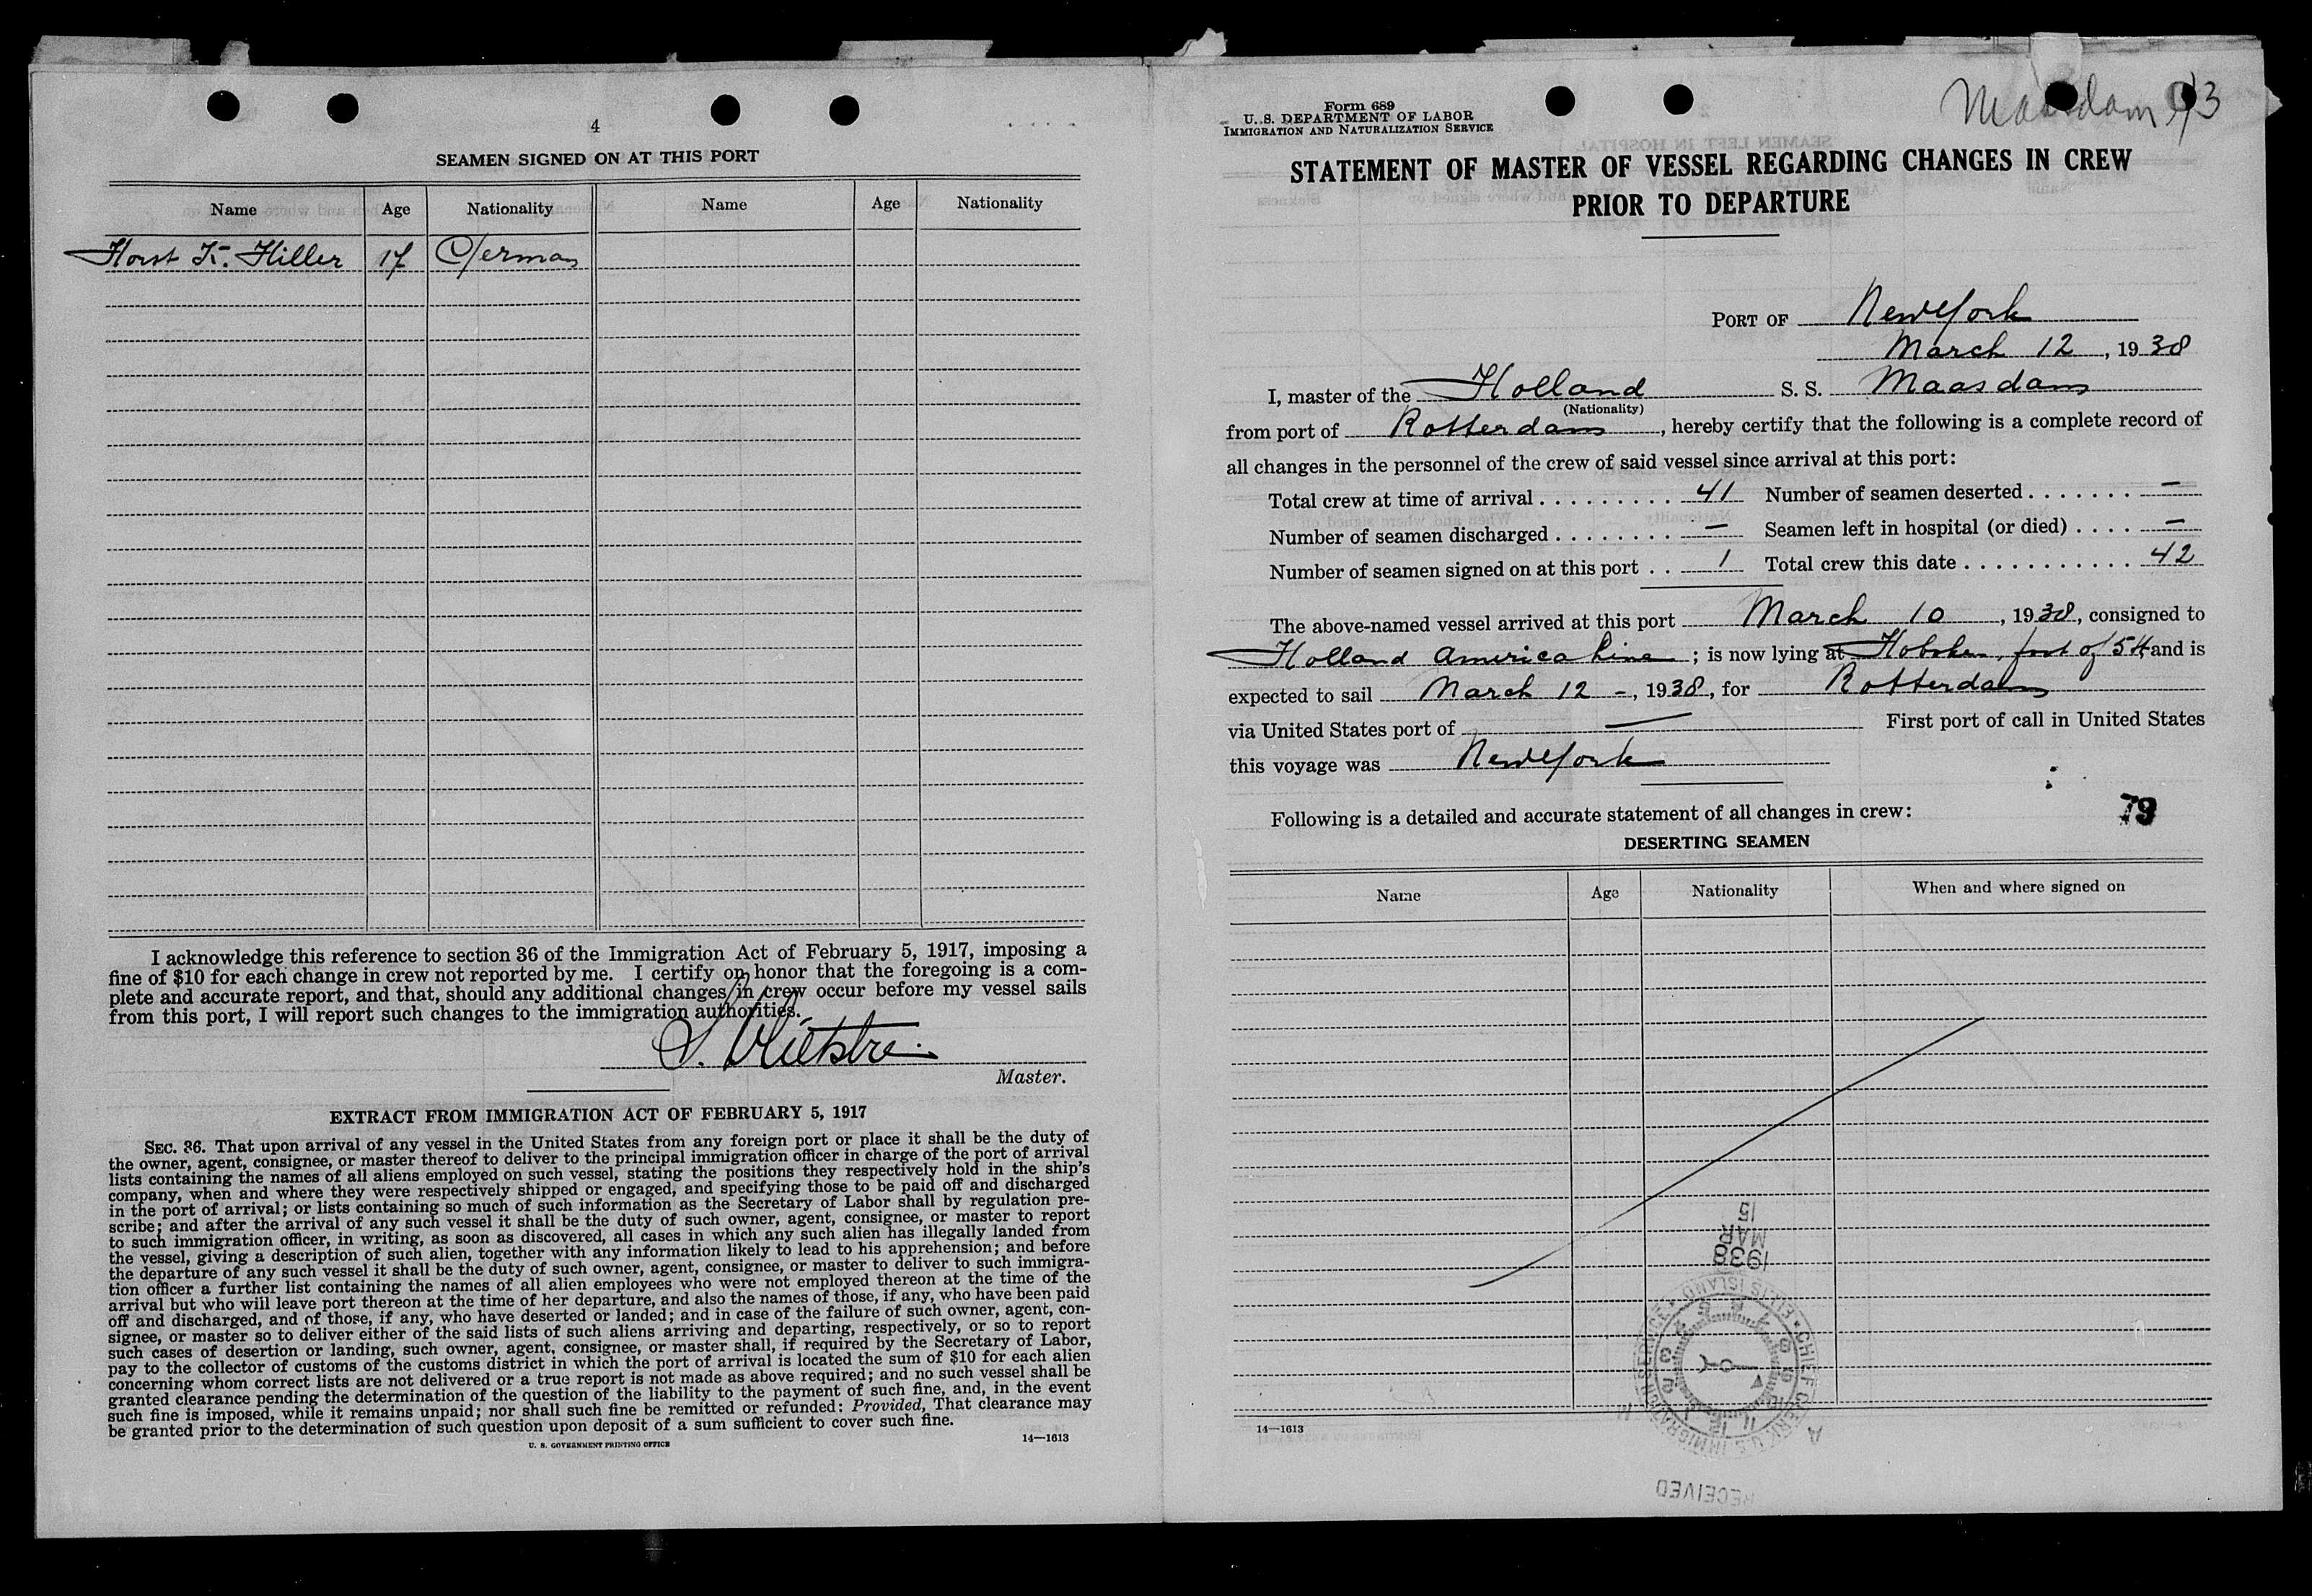 4
SEAMEN SIGNED ON AT THIS PORT
Name Age Nationality Name Age Nationality
Horst K. Hiller 17 German
I acknowledge this reference to section 36 of the Immigration Act of February 5, 1917, imposing a
fine of $10 for each change in crew not reported by me. I certify on honor that the foregoing is a com-
plete and accurate report, and that, should any additional changes in crew occur before my vessel sails
from this port, I will report such changes to the immigration authorities.
Master.
EXTRACT FROM IMMIGRATION ACT OF FEBRUARY 5, 1917
SEC. 36. That upon arrival of any vessel in the United States from any foreign port or place it shall be the duty of
the owner, agent, consignee, or master thereof to deliver to the principal immigration officer in charge of the port of arrival
lists containing the names of all aliens employed on such vessel, stating the positions they respectively hold in the ship's
company, when and where they were respectively shipped or engaged, and specifying those to be paid off and discharged
in the port of arrival; or lists containing so much of such information as the Secretary of Labor shall by regulation pre-
scribe; and after the arrival of any such vessel it shall be the duty of such owner, agent, consignee, or master to report
to such immigration officer, in writing, as soon as discovered, all cases in which any such alien has illegally landed from
the vessel, giving a description of such alien, together with any information likely to lead to his apprehension; and before
the departure of any such vessel it shall be the duty of such owner, agent, consignee, or master to deliver to such immigra-
tion officer a further list containing the names of all alien employees who were not employed thereon at the time of the
arrival but who will leave port thereon at the time of her departure, and also the names of those, if any, who have been paid
off and discharged, and of those, if any, who have deserted or landed; and in case of the failure of such owner, agent, con-
signee, or master so to deliver either of the said lists of such aliens arriving and departing, respectively, or so to report
such cases of desertion or landing, such owner, agent, consignee, or master shall, if required by the Secretary of Labor,
pay to the collector of customs of the customs district in which the port of arrival is located the sum of $10 for each alien
concerning whom correct lists are not delivered or a true report is not made as above required; and no such vessel shall be
granted clearance pending the determination of the question of the liability to the payment of such fine, and, in the event
such fine is imposed, while it remains unpaid; nor shall such fine be remitted or refunded: Provided, That clearance may
be granted prior to the determination of such question upon deposit of a sum sufficient to cover such fine.
U. S. GOVERNMENT PRINTING OFFICE 14—1613
Form 689
U. S. DEPARTMENT OF LABOR
IMMIGRATION AND NATURALIZATION SERVICE
Maasdam
STATEMENT OF MASTER OF VESSEL REGARDING CHANGES IN CREW
PRIOR TO DEPARTURE
PORT OF New York
March 12, 1938
I, master of the Holland S. S. Maasdam
(Nationality)
from port of Rotterdam, hereby certify that the following is a complete record of
all changes in the personnel of the crew of said vessel since arrival at this port:
Total crew at time of arrival . . . . . . . . . 41 Number of seamen deserted . . . . . . . —
Number of seamen discharged . . . . . . . . — Seamen left in hospital (or died) . . . . —
Number of seamen signed on at this port . . 1 Total crew this date . . . . . . . . . . . 42
The above-named vessel arrived at this port March 10, 1938, consigned to
Holland America Line; is now lying at Hoboken, foot of 5 and is
expected to sail March 12 -, 1938, for Rotterdam
via United States port of — First port of call in United States
this voyage was New York
Following is a detailed and accurate statement of all changes in crew:
79
DESERTING SEAMEN
Name Age Nationality When and where signed on
1938
MAR
15
CHIEF CLERK, U.S. IMMIGRATION SERVICE • ELLIS ISLAND
RECEIVED
14—1613